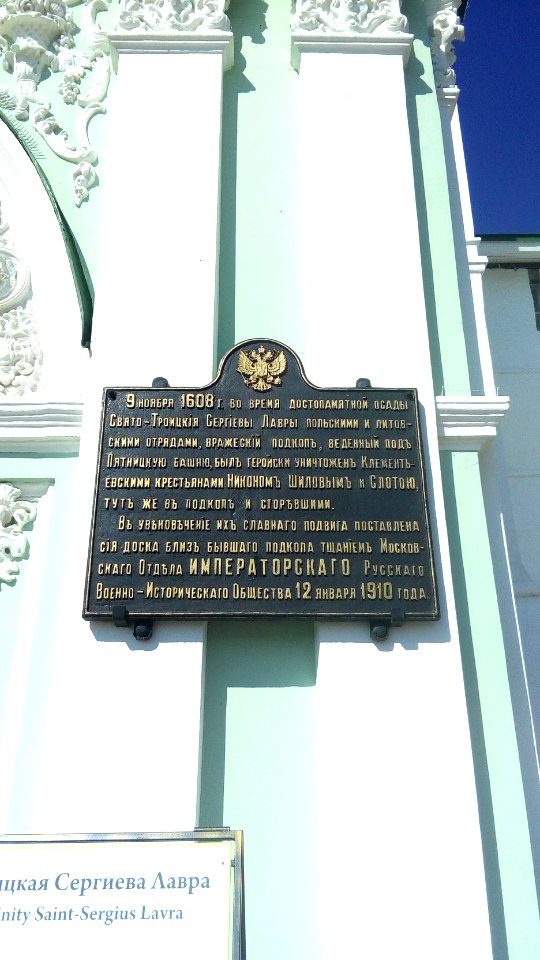 9 ноября 1608 г. во время достопамятной осады
Свято-Троицкія Сергіевы Лавры польскими и литов-
скими отрядами, вражескій подкопъ, веденный подъ
Пятницкую башню, былъ геройски уничтоженъ Клементь-
евскими крестьянами Никономъ Шиловымъ и Слотою,
тутъ же въ подкопѣ и сгорѣвшими.
Въ увѣковѣченіе ихъ славнаго подвига поставлена
сія доска близъ бывшаго подкопа тщаніемъ Москов-
скаго Отдѣла ИМПЕРАТОРСКАГО Русскаго
Военно-Историческаго Общества 12 января 1910 года.
ицкая Сергиева Лавра
inity Saint-Sergius Lavra